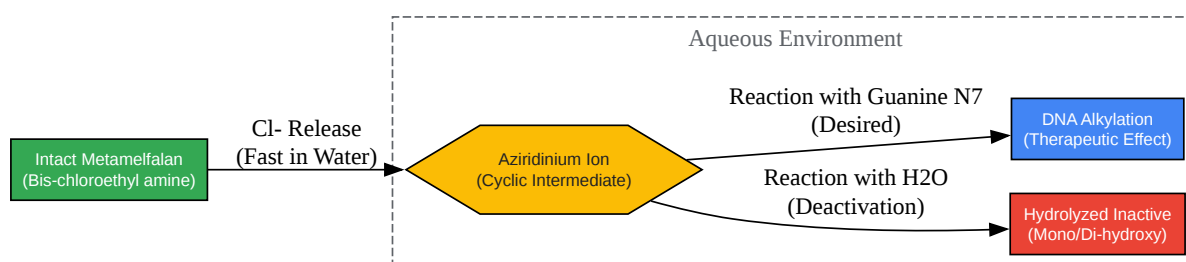 Aqueous Environment
Intact Metamelfalan
(Bis-chloroethyl amine)
Cl- Release
(Fast in Water)
Aziridinium Ion
(Cyclic Intermediate)
Reaction with Guanine N7
(Desired)
DNA Alkylation
(Therapeutic Effect)
Reaction with H2O
(Deactivation)
Hydrolyzed Inactive
(Mono/Di-hydroxy)